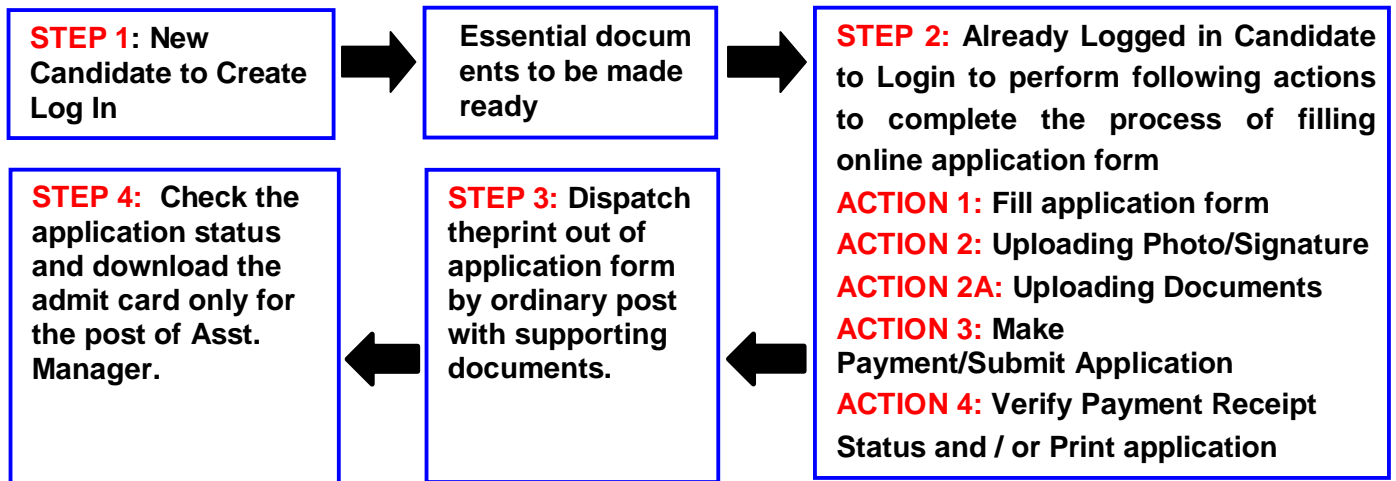 STEP 1: New
Candidate to Create
Log In
Essential docum
ents to be made
ready
STEP 2: Already Logged in Candidate
to Login to perform following actions
to complete the process of filling
online application form
ACTION 1: Fill application form
ACTION 2: Uploading Photo/Signature
ACTION 2A: Uploading Documents
ACTION 3: Make
Payment/Submit Application
ACTION 4: Verify Payment Receipt
Status and / or Print application
STEP 3: Dispatch
theprint out of
application form
by ordinary post
with supporting
documents.
STEP 4: Check the
application status
and download the
admit card only for
the post of Asst.
Manager.